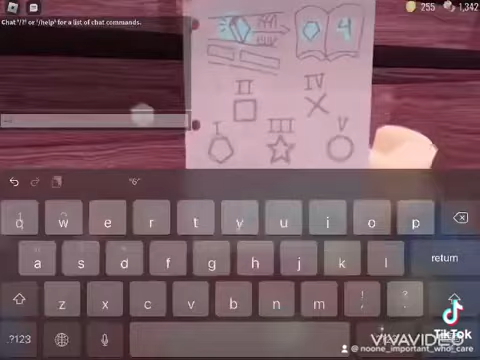 255 1,342
Chat '/?' or '/help' for a list of chat commands.
4
II IV
I III V
"6"
q w e r t y u i o p
a s d f g h j k l return
z x c v b n m ! , ? .
.?123
TikTok
VIVAVIDEO
@noone_important_who_care